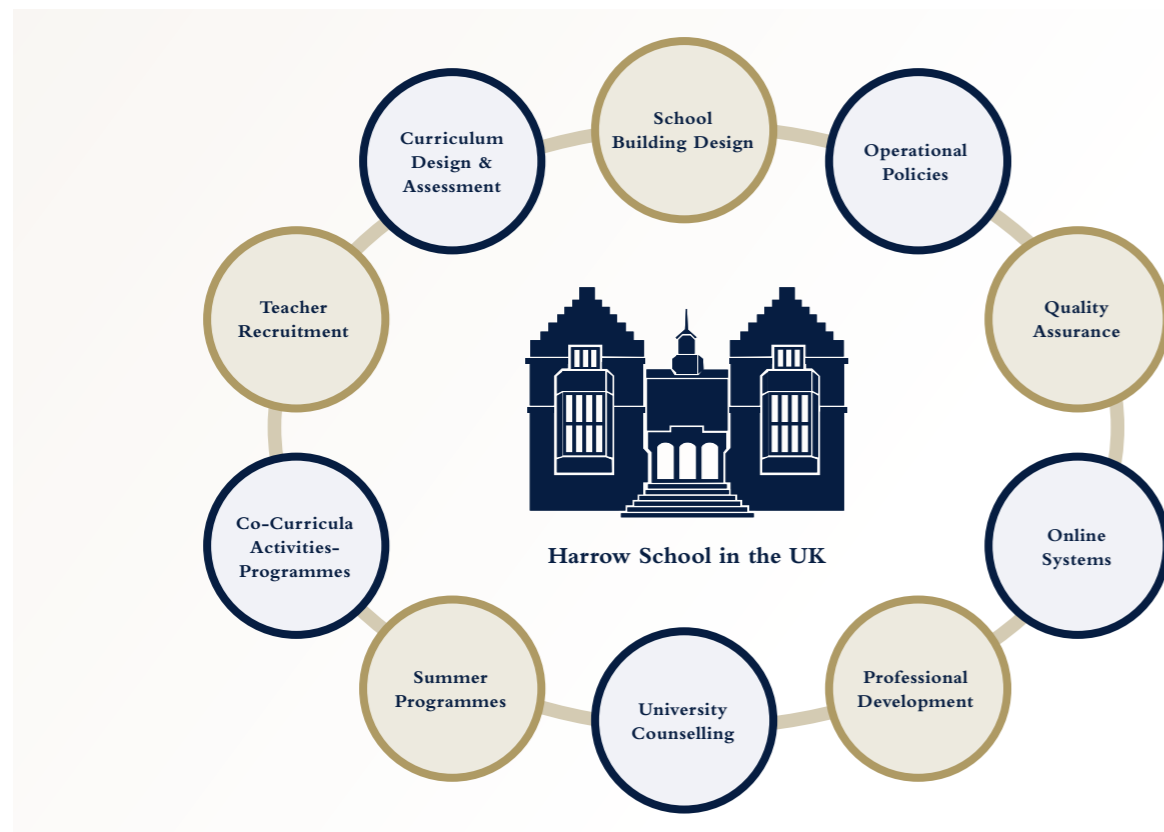 School
Building Design
Operational
Policies
Quality
Assurance
Online
Systems
Professional
Development
University
Counselling
Summer
Programmes
Co-Curricula
Activities-
Programmes
Teacher
Recruitment
Curriculum
Design &
Assessment
Harrow School in the UK